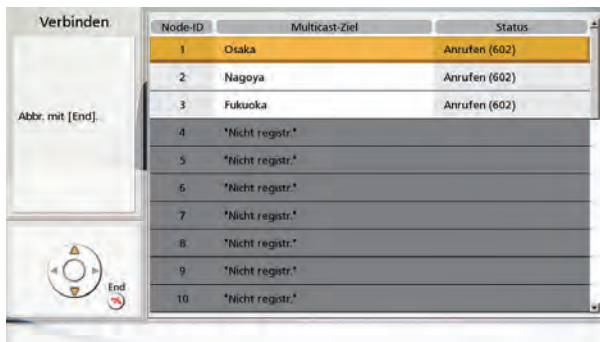 Verbinden
Abbr. mit [End].
End
Node-ID Multicast-Ziel Status
1 Osaka Anrufen (602)
2 Nagoya Anrufen (602)
3 Fukuoka Anrufen (602)
4 *Nicht registr.*
5 *Nicht registr.*
6 *Nicht registr.*
7 *Nicht registr.*
8 *Nicht registr.*
9 *Nicht registr.*
10 *Nicht registr.*